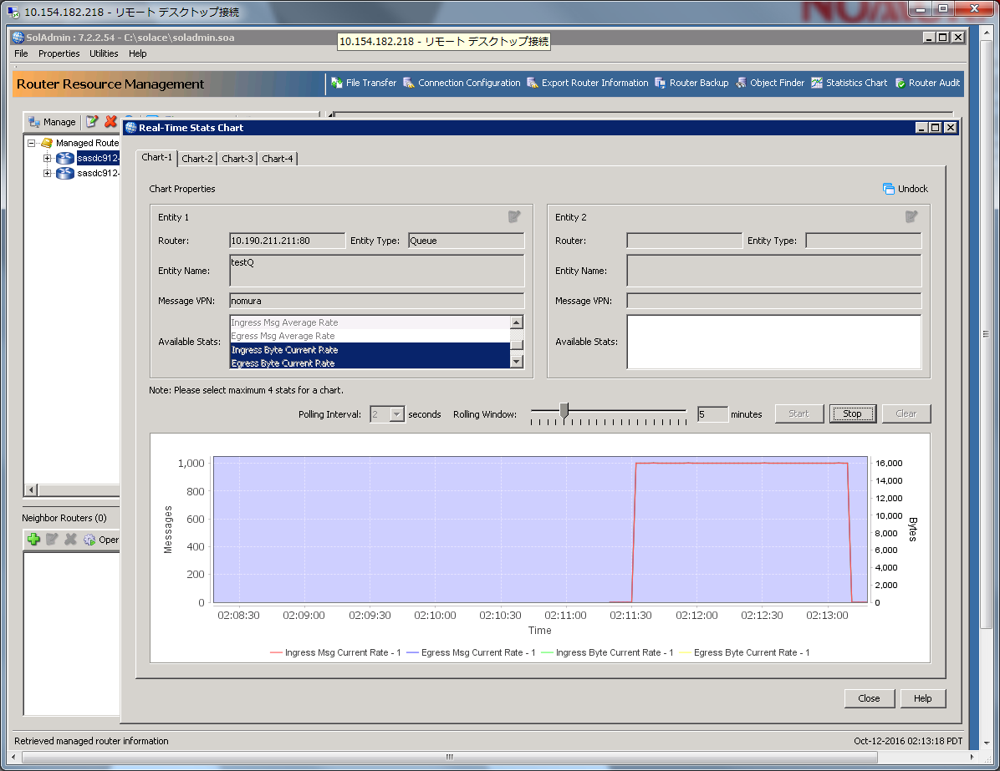 10.154.182.218 - リモート デスクトップ接続
SolAdmin : 7.2.2.54 - C:\solace\soladmin.soa
10.154.182.218 - リモート デスクトップ接続
File Properties Utilities Help
Router Resource Management
File Transfer Connection Configuration Export Router Information Router Backup Object Finder Statistics Chart Router Audit
Manage
Real-Time Stats Chart
Managed Route
sasdc912-
sasdc912-
Chart-1 Chart-2 Chart-3 Chart-4
Chart Properties
Undock
Entity 1
Router: 10.190.211.211:80 Entity Type: Queue
Entity Name: testQ
Message VPN: nomura
Available Stats:
Ingress Msg Average Rate
Egress Msg Average Rate
Ingress Byte Current Rate
Egress Byte Current Rate
Entity 2
Router: Entity Type:
Entity Name:
Message VPN:
Available Stats:
Note: Please select maximum 4 stats for a chart.
Polling Interval: 2 seconds Rolling Window: 5 minutes Start Stop Clear
Messages
1,000
800
600
400
200
0
16,000
14,000
12,000
10,000
8,000
6,000
4,000
2,000
0
Bytes
02:08:30 02:09:00 02:09:30 02:10:00 02:10:30 02:11:00 02:11:30 02:12:00 02:12:30 02:13:00
Time
Ingress Msg Current Rate - 1 Egress Msg Current Rate - 1 Ingress Byte Current Rate - 1 Egress Byte Current Rate - 1
Neighbor Routers (0)
Oper
Close Help
Retrieved managed router information
Oct-12-2016 02:13:18 PDT